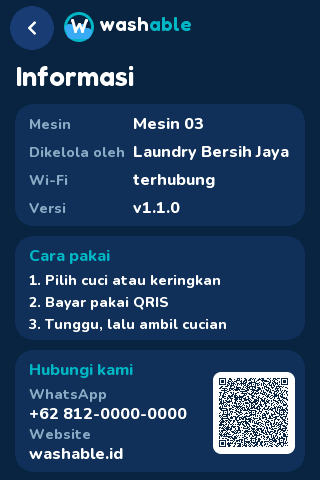 washable
Informasi
Mesin Mesin 03
Dikelola oleh Laundry Bersih Jaya
Wi-Fi terhubung
Versi v1.1.0
Cara pakai
1. Pilih cuci atau keringkan
2. Bayar pakai QRIS
3. Tunggu, lalu ambil cucian
Hubungi kami
WhatsApp
+62 812-0000-0000
Website
washable.id